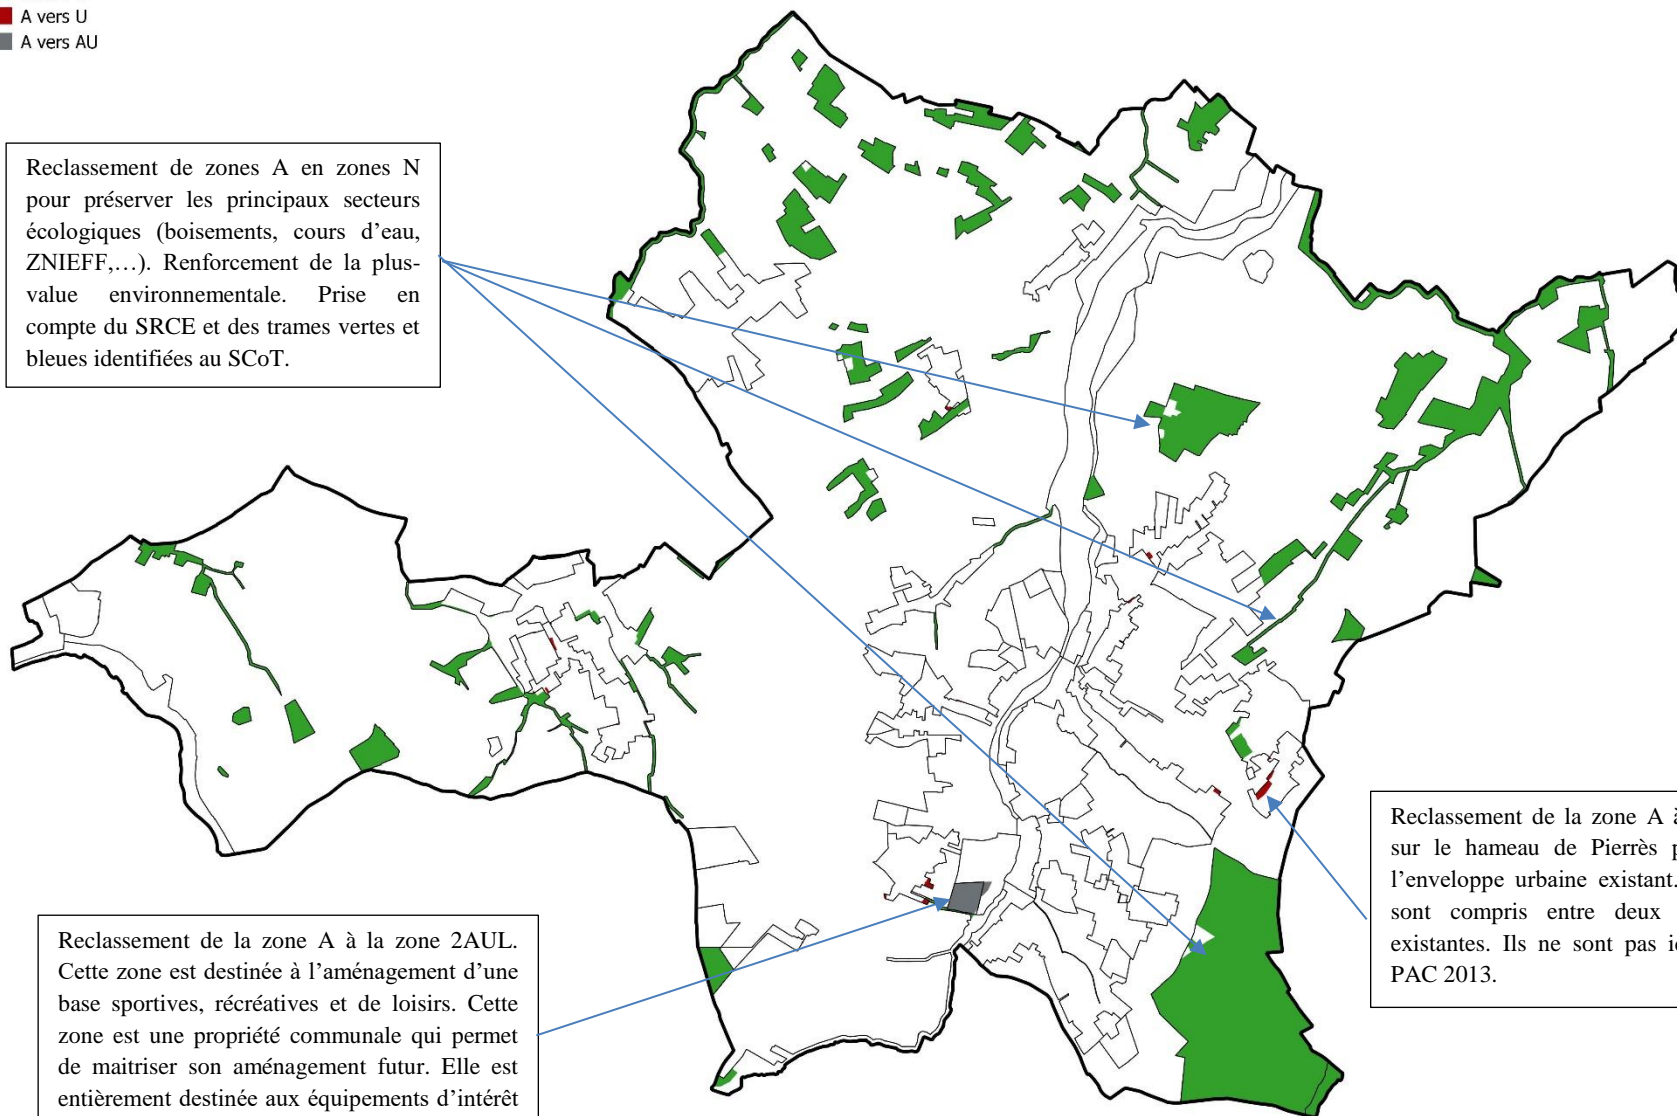 A vers U
A vers AU
Reclassement de zones A en zones N
pour préserver les principaux secteurs
écologiques (boisements, cours d'eau,
ZNIEFF,…). Renforcement de la plus-
value environnementale. Prise en
compte du SRCE et des trames vertes et
bleues identifiées au SCoT.
Reclassement de la zone A à la zone 2AUL.
Cette zone est destinée à l'aménagement d'une
base sportives, récréatives et de loisirs. Cette
zone est une propriété communale qui permet
de maitriser son aménagement futur. Elle est
entièrement destinée aux équipements d'intérêt
Reclassement de la zone A à
sur le hameau de Pierrès
l'enveloppe urbaine existant.
sont compris entre deux
existantes. Ils ne sont pas
PAC 2013.